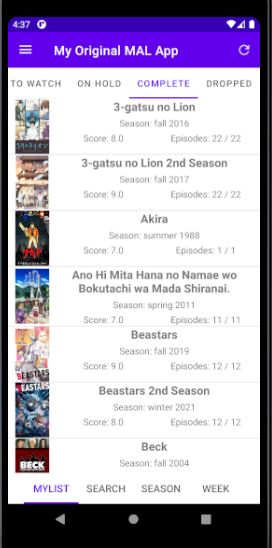 4:37
My Original MAL App
TO WATCH ON HOLD COMPLETE DROPPED
3-gatsu no Lion
Season: fall 2016
Score: 8.0 Episodes: 22 / 22
3-gatsu no Lion 2nd Season
Season: fall 2017
Score: 9.0 Episodes: 22 / 22
Akira
Season: summer 1988
Score: 7.0 Episodes: 1 / 1
Ano Hi Mita Hana no Namae wo
Bokutachi wa Mada Shiranai.
Season: spring 2011
Score: 7.0 Episodes: 11 / 11
Beastars
Season: fall 2019
Score: 9.0 Episodes: 12 / 12
BEASTARS
Beastars 2nd Season
Season: winter 2021
Score: 8.0 Episodes: 12 / 12
Beck
Season: fall 2004
BECK
MYLIST SEARCH SEASON WEEK